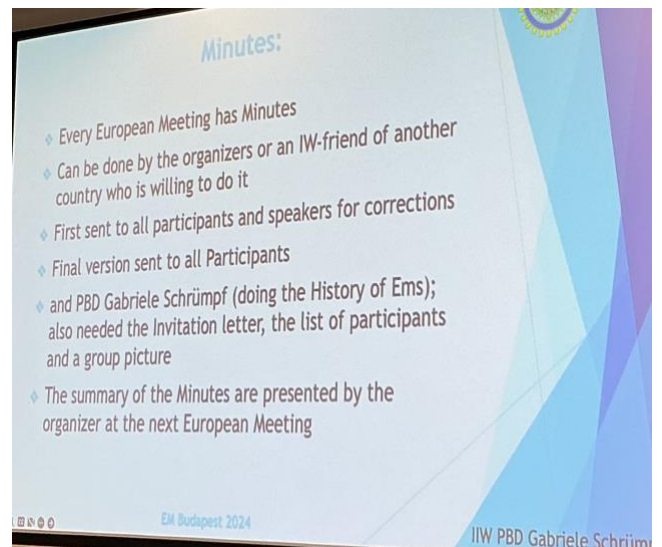 Minutes:
Every European Meeting has Minutes
Can be done by the organizers or an IW-friend of another
country who is willing to do it
First sent to all participants and speakers for corrections
Final version sent to all Participants
and PBD Gabriele Schrümpf (doing the History of Ems);
also needed the Invitation letter, the list of participants
and a group picture
The summary of the Minutes are presented by the
organizer at the next European Meeting
EM Budapest 2024
IIW PBD Gabriele